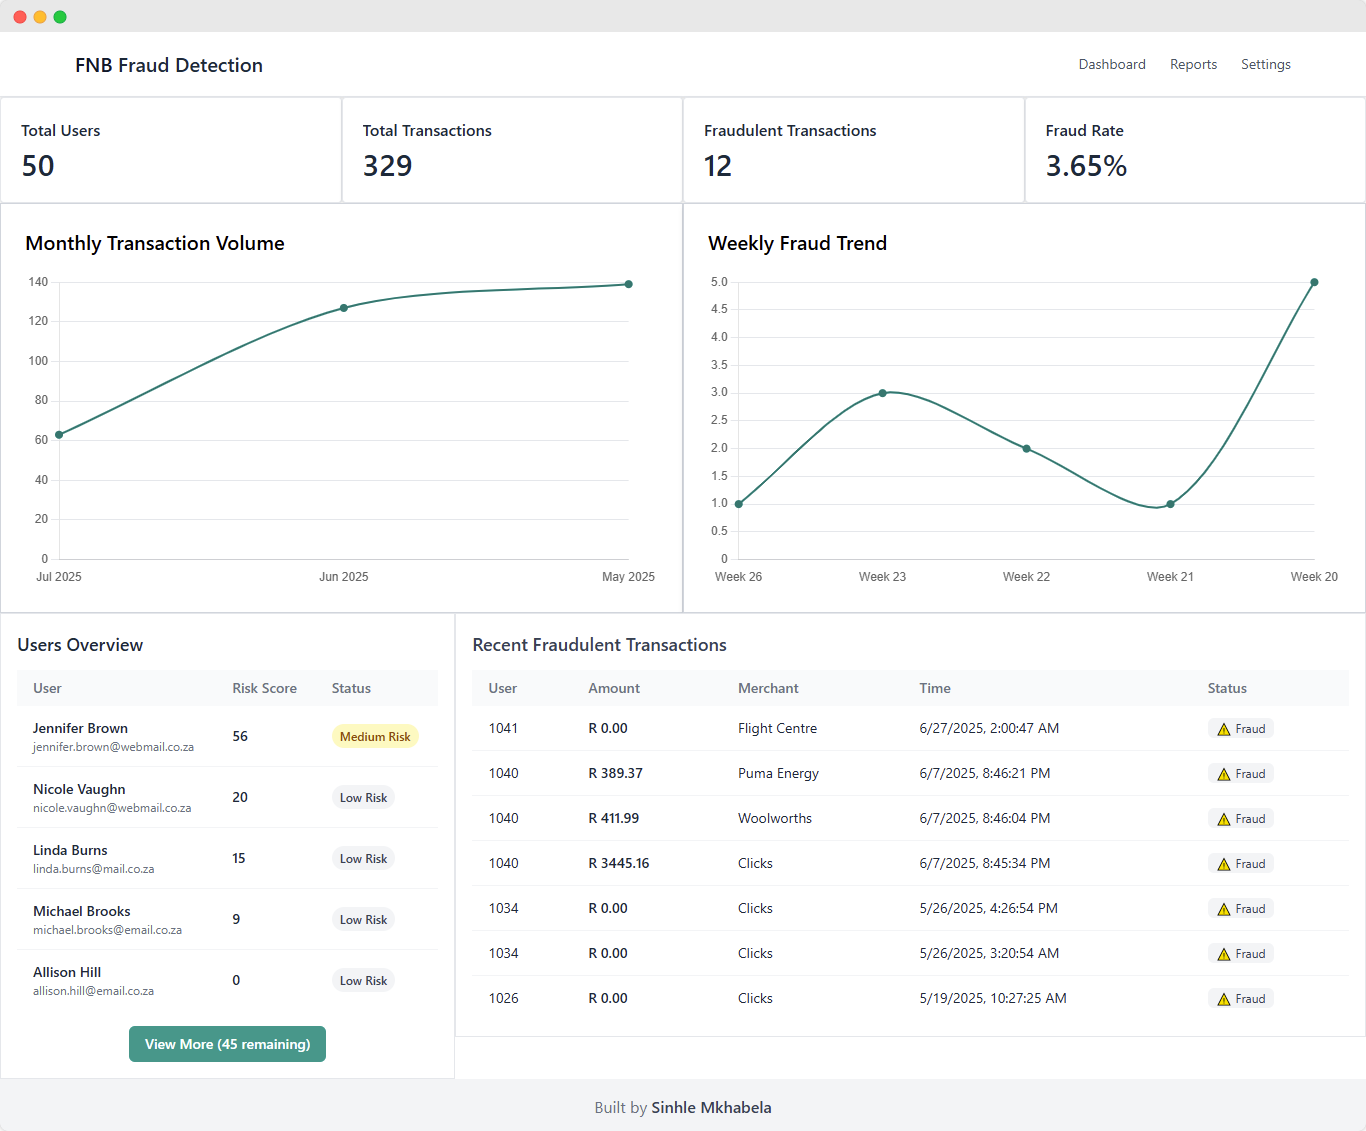 FNB Fraud Detection
Dashboard Reports Settings
Total Users
50
Total Transactions
329
Fraudulent Transactions
12
Fraud Rate
3.65%
Monthly Transaction Volume
140
120
100
80
60
40
20
0
Jul 2025 Jun 2025 May 2025
Weekly Fraud Trend
5.0
4.5
4.0
3.5
3.0
2.5
2.0
1.5
1.0
0.5
0
Week 26 Week 23 Week 22 Week 21 Week 20
Users Overview
User Risk Score Status
Jennifer Brown
jennifer.brown@webmail.co.za
56 Medium Risk
Nicole Vaughn
nicole.vaughn@webmail.co.za
20 Low Risk
Linda Burns
linda.burns@mail.co.za
15 Low Risk
Michael Brooks
michael.brooks@email.co.za
9 Low Risk
Allison Hill
allison.hill@email.co.za
0 Low Risk
View More (45 remaining)
Recent Fraudulent Transactions
User Amount Merchant Time Status
1041 R 0.00 Flight Centre 6/27/2025, 2:00:47 AM Fraud
1040 R 389.37 Puma Energy 6/7/2025, 8:46:21 PM Fraud
1040 R 411.99 Woolworths 6/7/2025, 8:46:04 PM Fraud
1040 R 3445.16 Clicks 6/7/2025, 8:45:34 PM Fraud
1034 R 0.00 Clicks 5/26/2025, 4:26:54 PM Fraud
1034 R 0.00 Clicks 5/26/2025, 3:20:54 AM Fraud
1026 R 0.00 Clicks 5/19/2025, 10:27:25 AM Fraud
Built by Sinhle Mkhabela